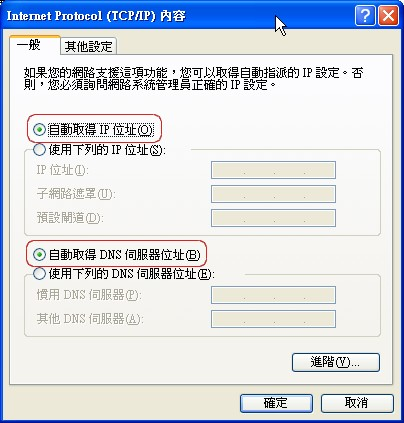 Internet Protocol (TCP/IP) 內容
一般
其他設定
如果您的網路支援這項功能，您可以取得自動指派的 IP 設定。否
則，您必須詢問網路系統管理員正確的 IP 設定。
自動取得 IP 位址(O)
使用下列的 IP 位址(S):
IP 位址(I):
子網路遮罩(U):
預設閘道(D):
自動取得 DNS 伺服器位址(B)
使用下列的 DNS 伺服器位址(E):
慣用 DNS 伺服器(P):
其他 DNS 伺服器(A):
進階(V)...
確定
取消